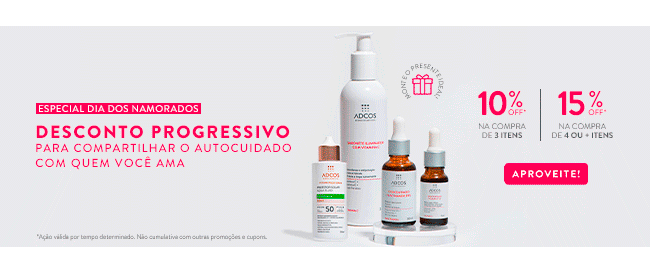 ESPECIAL DIA DOS NAMORADOS
DESCONTO PROGRESSIVO
PARA COMPARTILHAR O AUTOCUIDADO
COM QUEM VOCÊ AMA
*Ação válida por tempo determinado. Não cumulativa com outras promoções e cupons.
MONTE O PRESENTE IDEAL!
ADCOS
ADCOS
50
ADCOS
ADCOS
10% OFF*
NA COMPRA
DE 3 ITENS
15% OFF*
NA COMPRA
DE 4 OU + ITENS
APROVEITE!